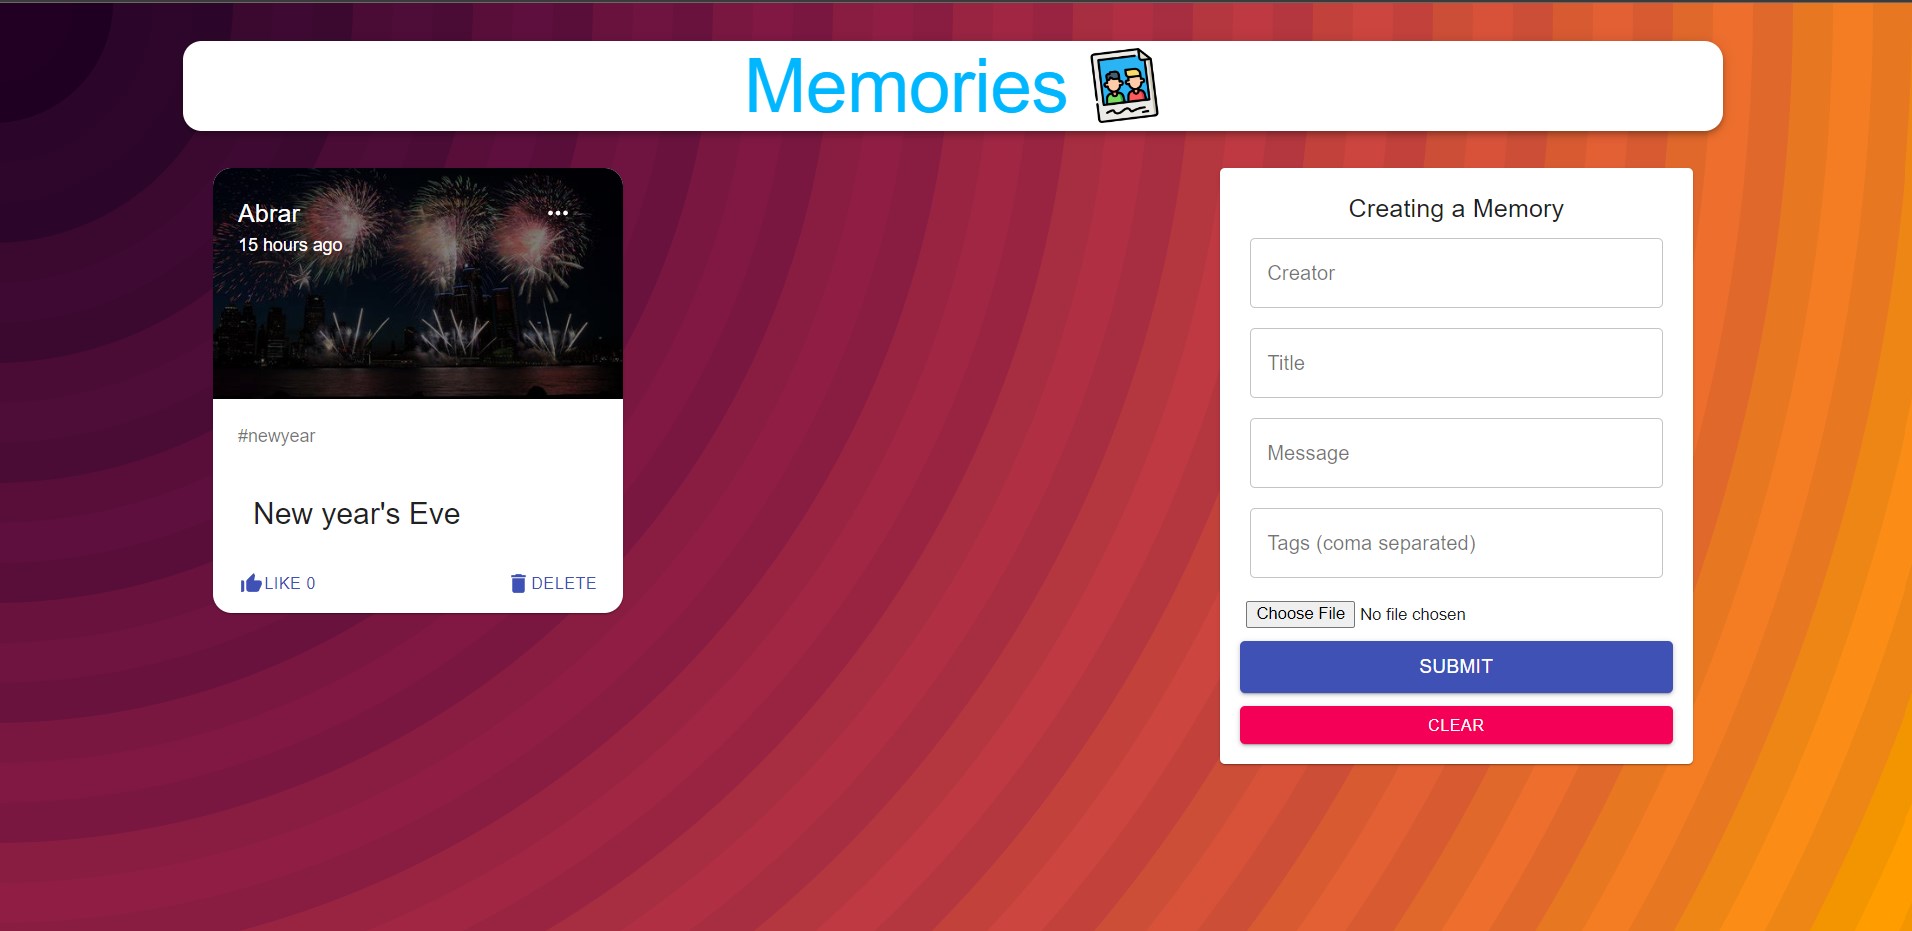 Memories
Abrar
15 hours ago
#newyear
New year's Eve
LIKE 0
DELETE
Creating a Memory
Creator
Title
Message
Tags (coma separated)
Choose File No file chosen
SUBMIT
CLEAR